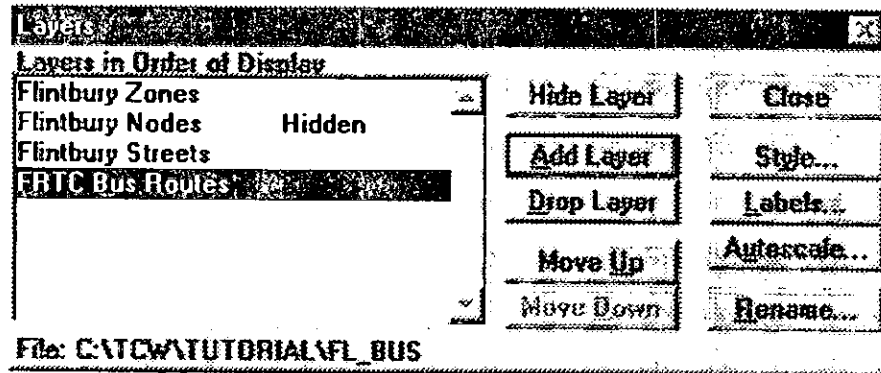 Layers
Layers in Order of Display
Flintbury Zones
Flintbury Nodes Hidden
Flintbury Streets
FRTC Bus Routes
Hide Layer
Close
Add Layer
Style...
Drop Layer
Labels...
Move Up
Autoscale...
Move Down
Rename...
File: C:\TCW\TUTORIAL\FL_BUS